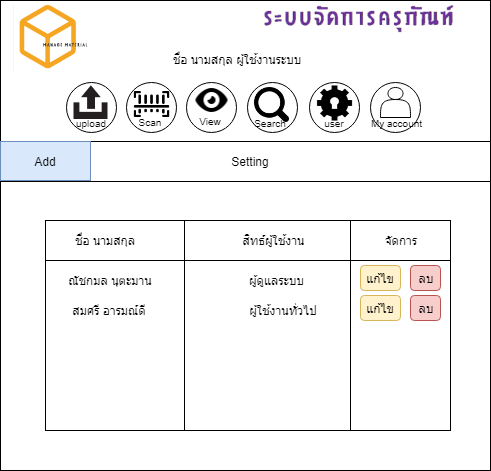 ระบบจัดการครุภัณฑ์
MANAGE MATERIAL
ชื่อ นามสกุล ผู้ใช้งานระบบ
upload Scan View Search user My account
Add Setting
ชื่อ นามสกุล สิทธ์ผู้ใช้งาน จัดการ
ณัชกมล นุตะมาน ผู้ดูแลระบบ แก้ไข ลบ
สมศรี อารมณ์ดี ผู้ใช้งานทั่วไป แก้ไข ลบ